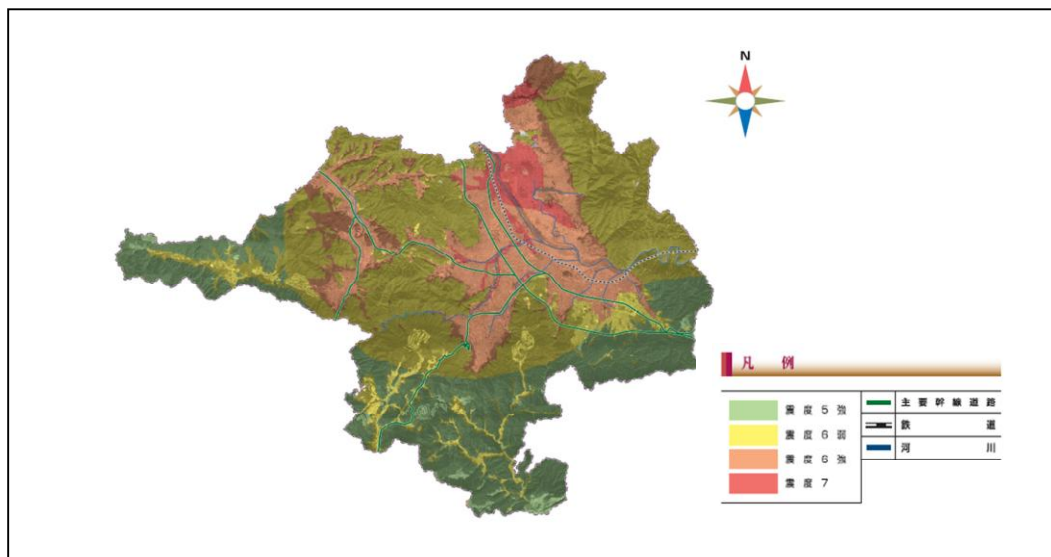 N
凡 例
震 度 5 強
震 度 6 弱
震 度 6 強
震 度 7
主 要 幹 線 道 路
鉄 道
河 川